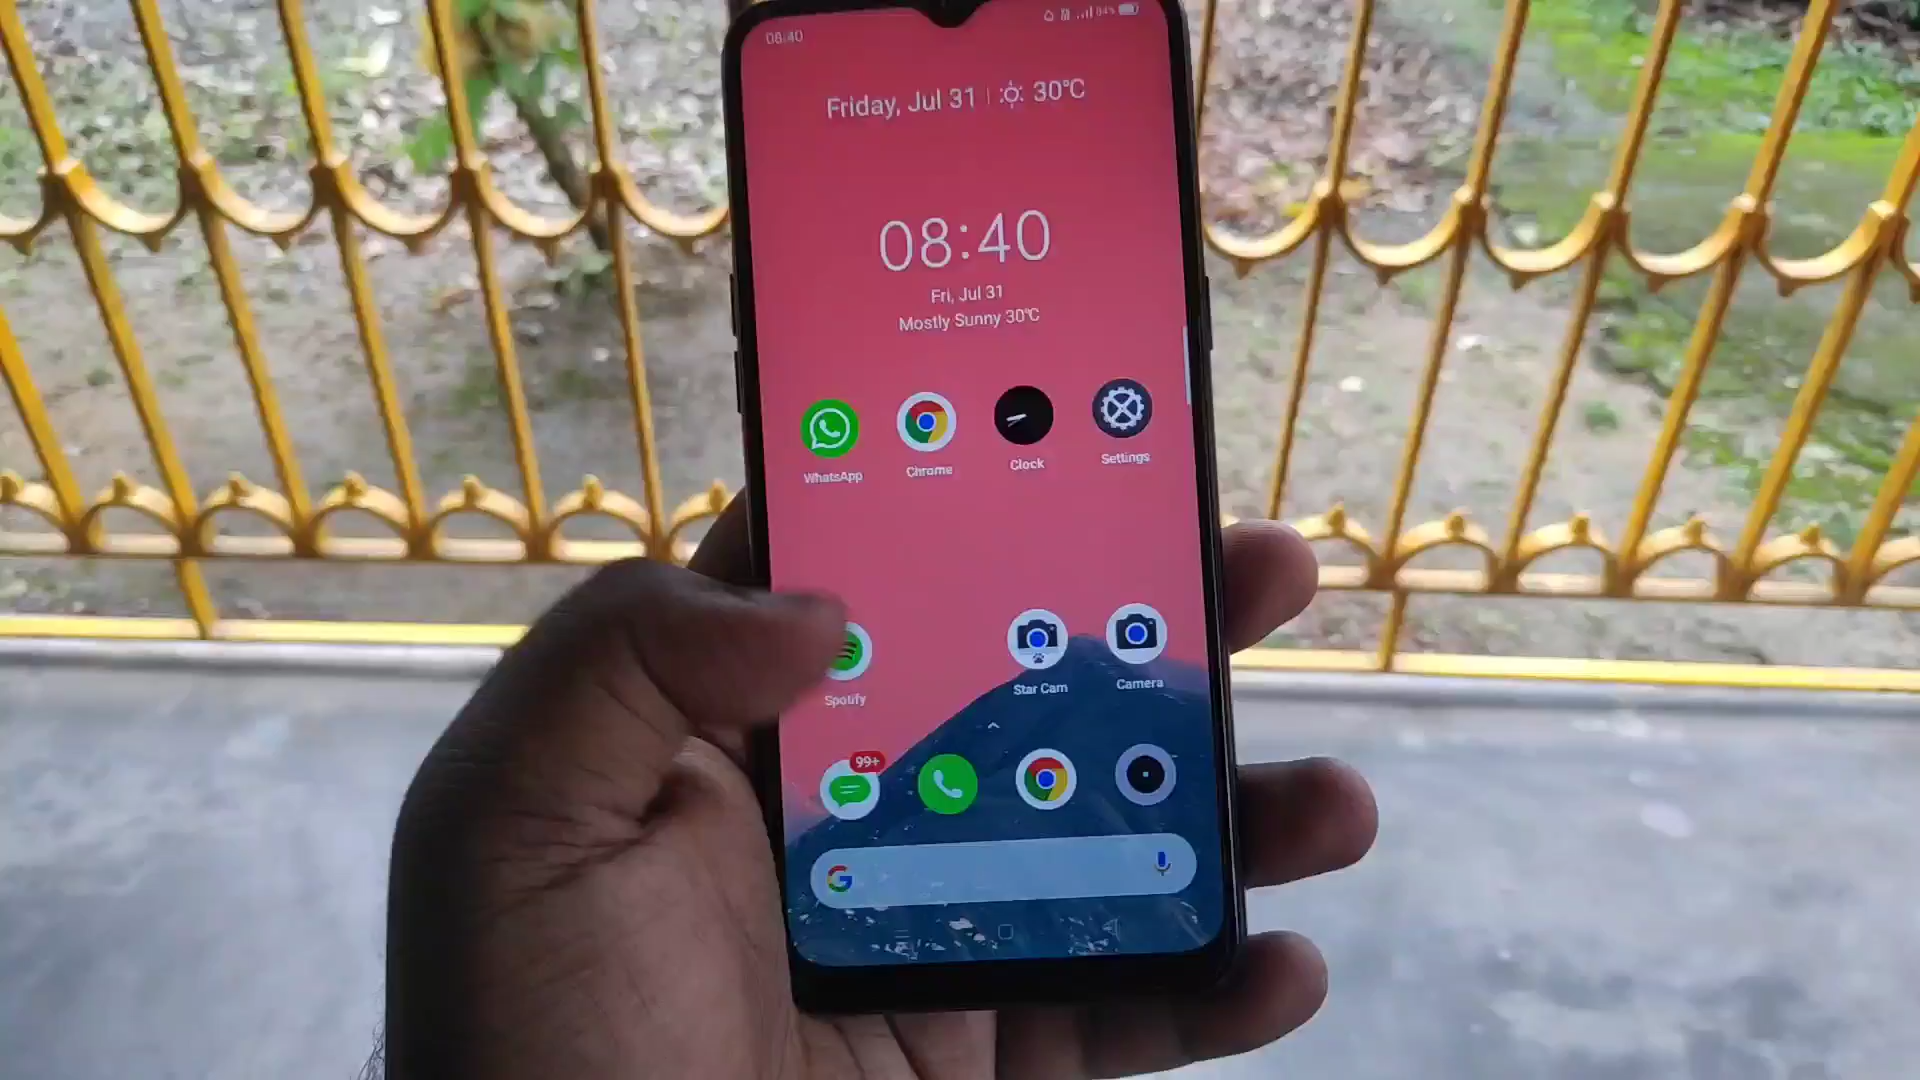 08:40
84%
Friday, Jul 31 | 30°C
08:40
Fri, Jul 31
Mostly Sunny 30°C
WhatsApp
Chrome
Clock
Settings
Spotify
Star Cam
Camera
99+
G